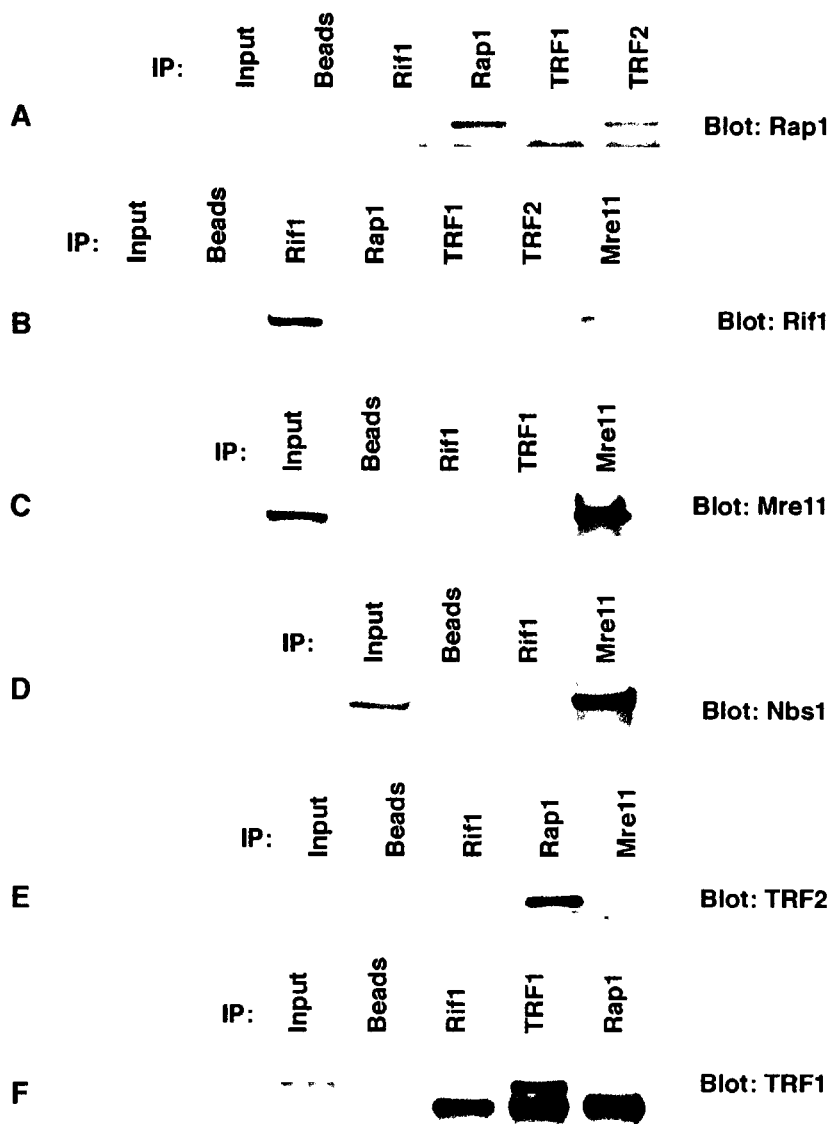 IP: Input Beads Rif1 Rap1 TRF1 TRF2
A Blot: Rap1
IP: Input Beads Rif1 Rap1 TRF1 TRF2 Mre11
B Blot: Rif1
IP: Input Beads Rif1 TRF1 Mre11
C Blot: Mre11
IP: Input Beads Rif1 Mre11
D Blot: Nbs1
IP: Input Beads Rif1 Rap1 Mre11
E Blot: TRF2
IP: Input Beads Rif1 TRF1 Rap1
F Blot: TRF1